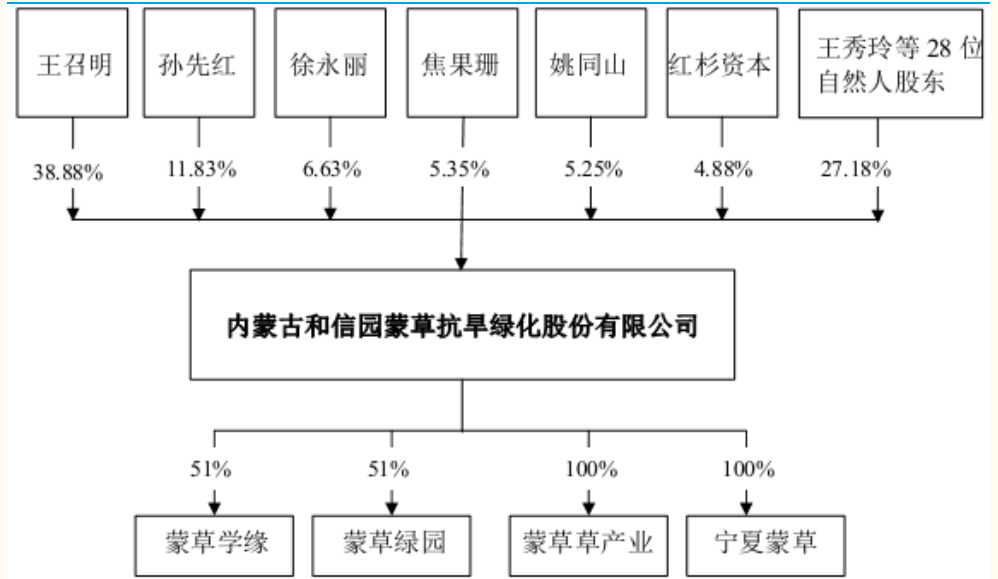 王召明
孙先红
徐永丽
焦果珊
姚同山
红杉资本
王秀玲等 28 位
自然人股东
38.88%
11.83%
6.63%
5.35%
5.25%
4.88%
27.18%
内蒙古和信园蒙草抗旱绿化股份有限公司
51%
51%
100%
100%
蒙草学缘
蒙草绿园
蒙草草产业
宁夏蒙草